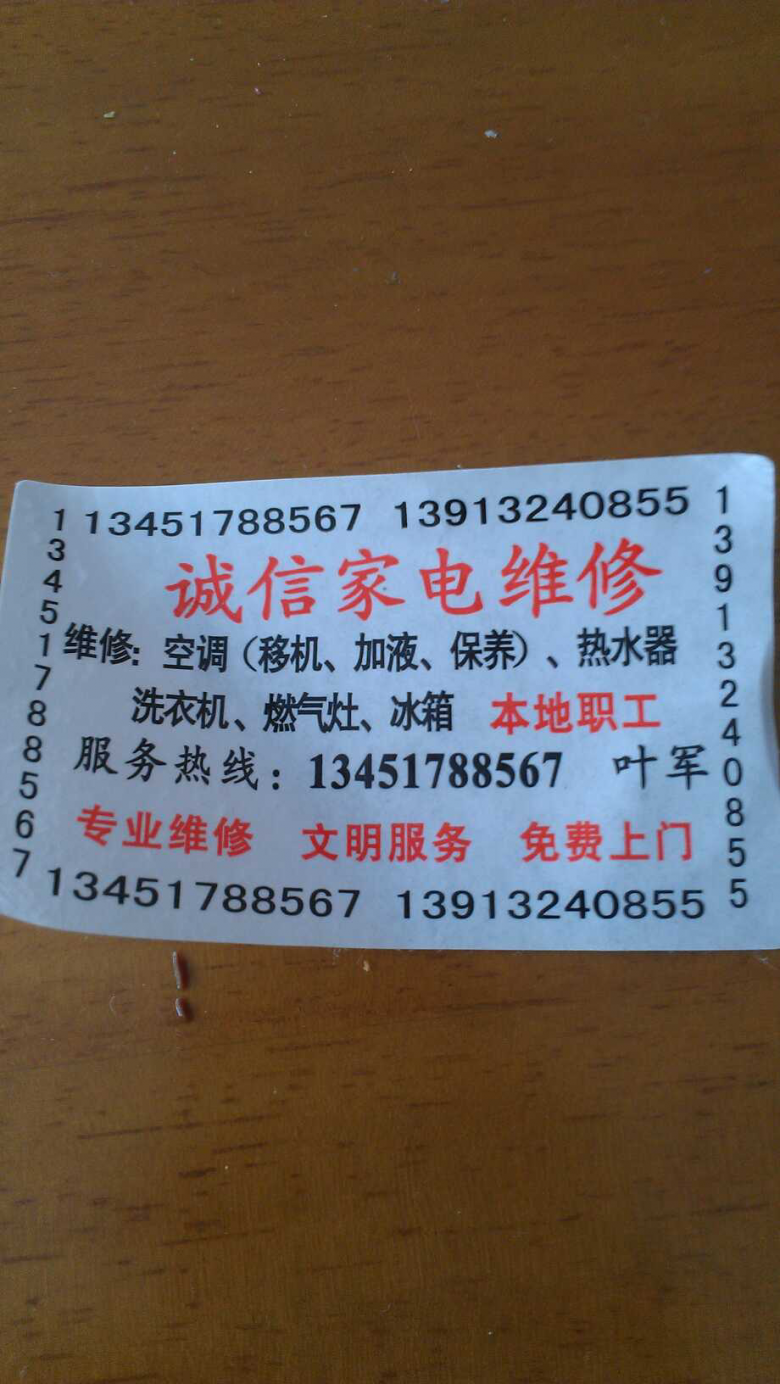 13451788567 13913240855
诚信家电维修
维修：空调（移机、加液、保养）、热水器
洗衣机、燃气灶、冰箱 本地职工
服务热线：13451788567 叶军
专业维修 文明服务 免费上门
13451788567 13913240855
13451788567
13913240855